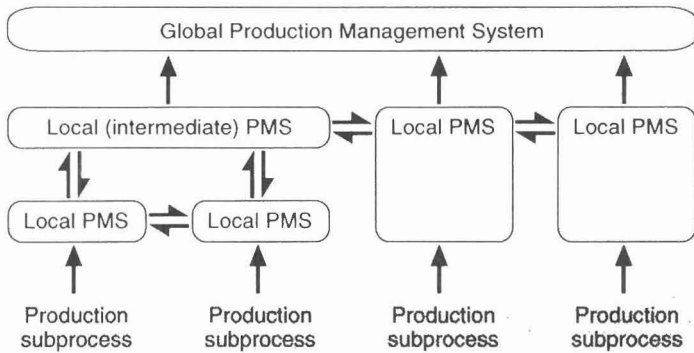 Global Production Management System
Local (intermediate) PMS
Local PMS
Local PMS
Local PMS
Local PMS
Production
subprocess
Production
subprocess
Production
subprocess
Production
subprocess